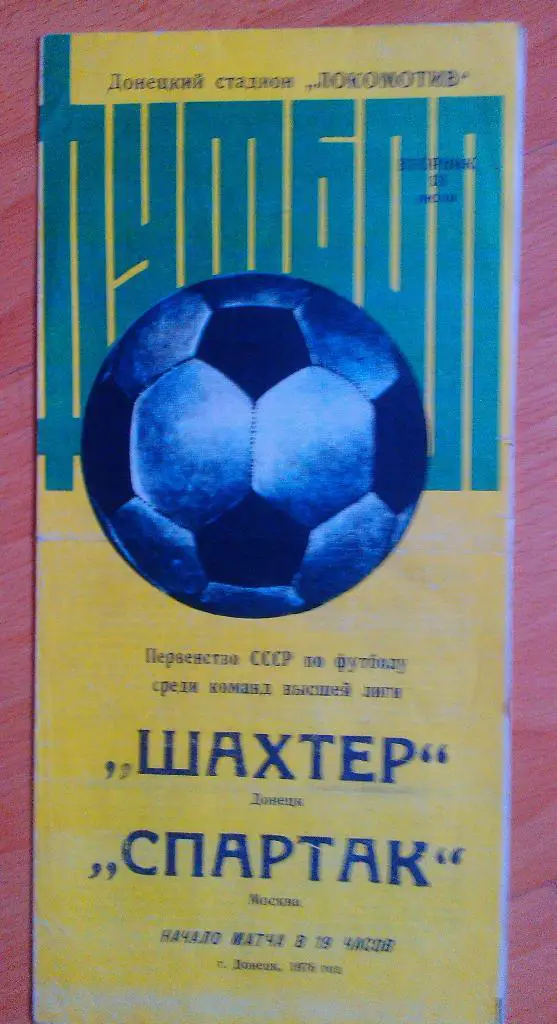 Донецкий стадион „ЛОКОМОТИВ“
ФУТБОЛ
ВТОРНИК
Первенство СССР по футболу
среди команд высшей лиги
„ШАХТЕР“
Донецк
„СПАРТАК“
Москва
НАЧАЛО МАТЧА В 19 ЧАСОВ
г. Донецк, 1976 год